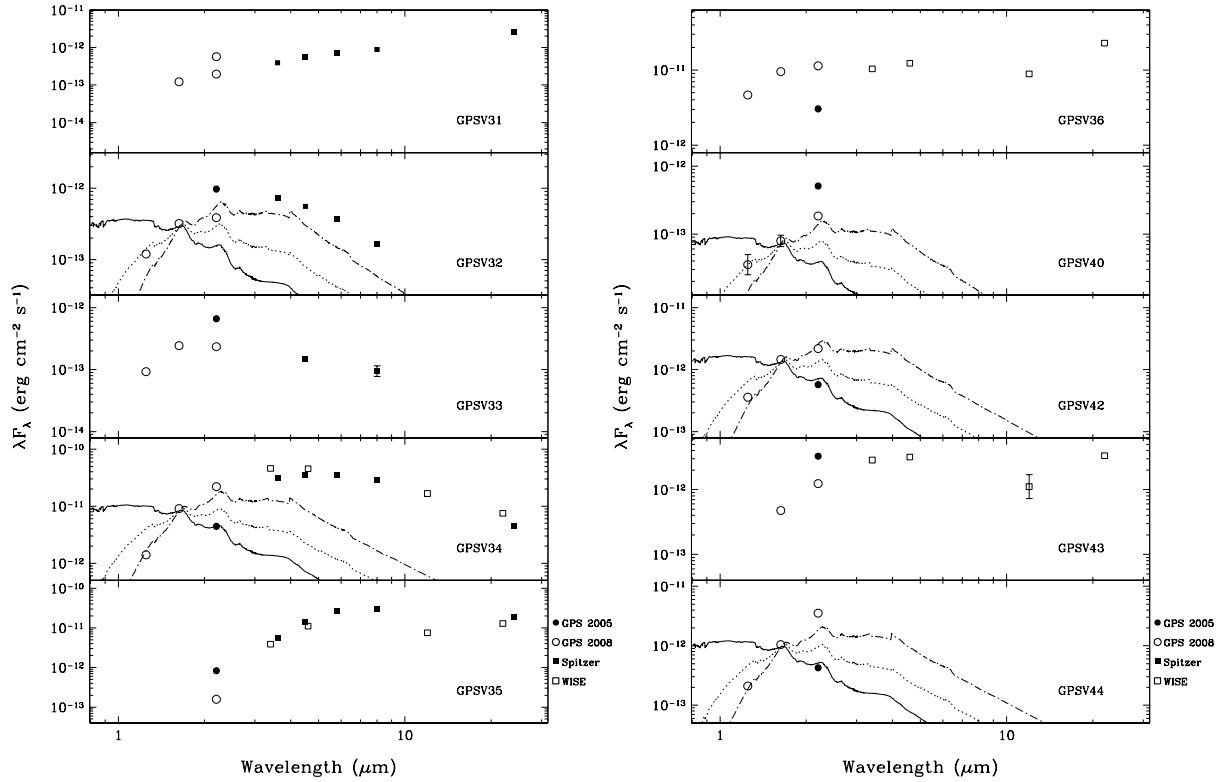 10⁻¹¹
10⁻¹²
10⁻¹³
10⁻¹⁴
GPSV31
10⁻¹²
10⁻¹³
GPSV32
10⁻¹²
10⁻¹³
10⁻¹⁴
GPSV33
10⁻¹⁰
10⁻¹¹
10⁻¹²
GPSV34
10⁻¹⁰
10⁻¹¹
10⁻¹²
10⁻¹³
GPSV35
λF_λ (erg cm⁻² s⁻¹)
1
10
Wavelength (μm)
GPS 2005
GPS 2008
Spitzer
WISE
10⁻¹¹
10⁻¹²
GPSV36
10⁻¹²
10⁻¹³
GPSV40
10⁻¹¹
10⁻¹²
10⁻¹³
GPSV42
10⁻¹²
10⁻¹³
GPSV43
10⁻¹¹
10⁻¹²
10⁻¹³
GPSV44
λF_λ (erg cm⁻² s⁻¹)
1
10
Wavelength (μm)
GPS 2005
GPS 2008
Spitzer
WISE